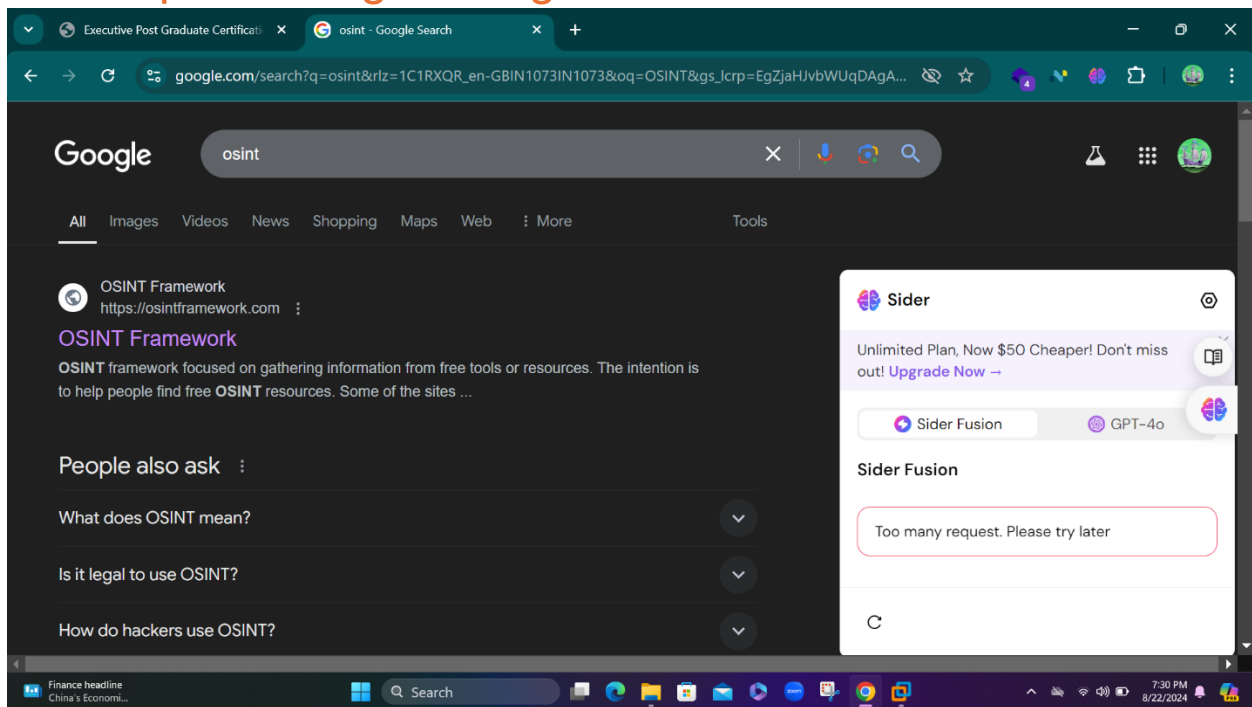 Executive Post Graduate Certificati
osint - Google Search
google.com/search?q=osint&rlz=1C1RXQR_en-GBIN1073IN1073&oq=OSINT&gs_lcrp=EgZjaHJvbWUqDAgA...
4
Google
osint
All Images Videos News Shopping Maps Web More Tools
OSINT Framework
https://osintframework.com
OSINT Framework
OSINT framework focused on gathering information from free tools or resources. The intention is
to help people find free OSINT resources. Some of the sites ...
People also ask
What does OSINT mean?
Is it legal to use OSINT?
How do hackers use OSINT?
Sider
Unlimited Plan, Now $50 Cheaper! Don't miss
out! Upgrade Now →
Sider Fusion GPT-4o
Sider Fusion
Too many request. Please try later
Finance headline
China's Economi...
Search
zoom
7:30 PM
8/22/2024